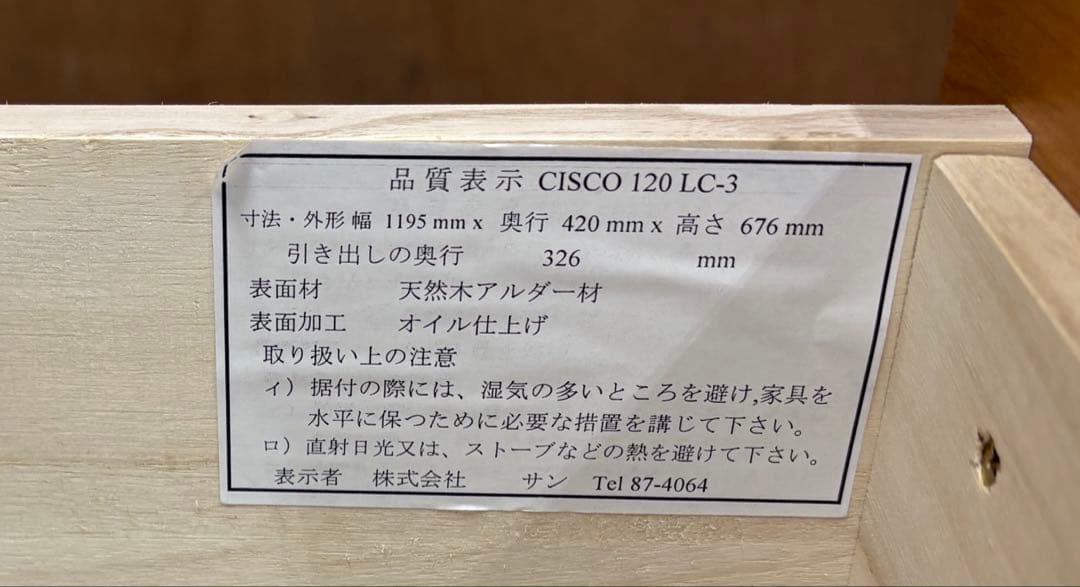 品質表示 CISCO 120 LC-3
寸法・外形 幅 1195 mm x 奥行 420 mm x 高さ 676 mm
引き出しの奥行 326 mm
表面材 天然木アルダー材
表面加工 オイル仕上げ
取り扱い上の注意
ィ）据付の際には、湿気の多いところを避け,家具を
水平に保つために必要な措置を講じて下さい。
ロ）直射日光又は、ストーブなどの熱を避けて下さい。
表示者 株式会社 サン Tel 87-4064